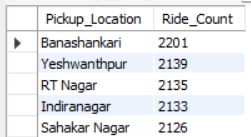 Pickup_Location Ride_Count
Banashankari 2201
Yeshwanthpur 2139
RT Nagar 2135
Indiranagar 2133
Sahakar Nagar 2126